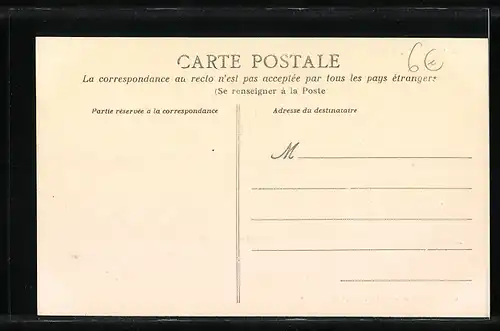 CARTE POSTALE
6€
La correspondance au recto n'est pas acceptée par tous les pays étrangers
(Se renseigner à la Poste
Partie réservée a la correspondance
Adresse du destinataire
M